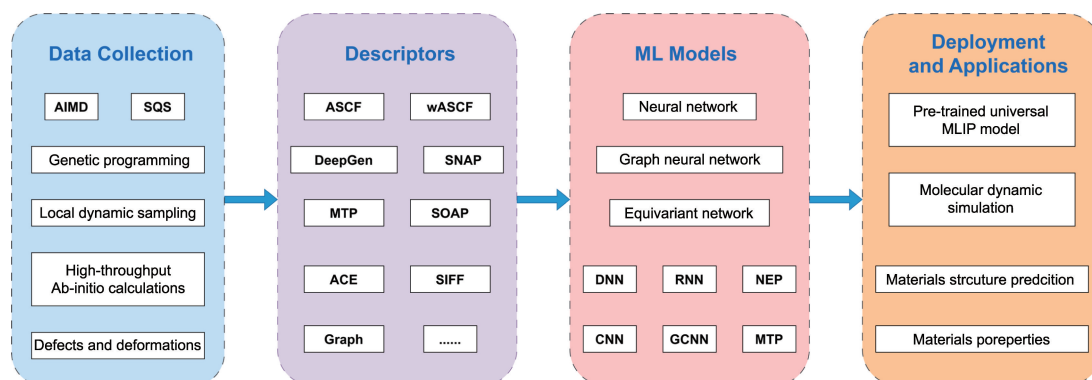 Data Collection
AIMD
SQS
Genetic programming
Local dynamic sampling
High-throughput
Ab-initio calculations
Defects and deformations
Descriptors
ASCF
wASCF
DeepGen
SNAP
MTP
SOAP
ACE
SIFF
Graph
......
ML Models
Neural network
Graph neural network
Equivariant network
DNN
RNN
NEP
CNN
GCNN
MTP
Deployment
and Applications
Pre-trained universal
MLIP model
Molecular dynamic
simulation
Materials strcuture predcition
Materials poreperties